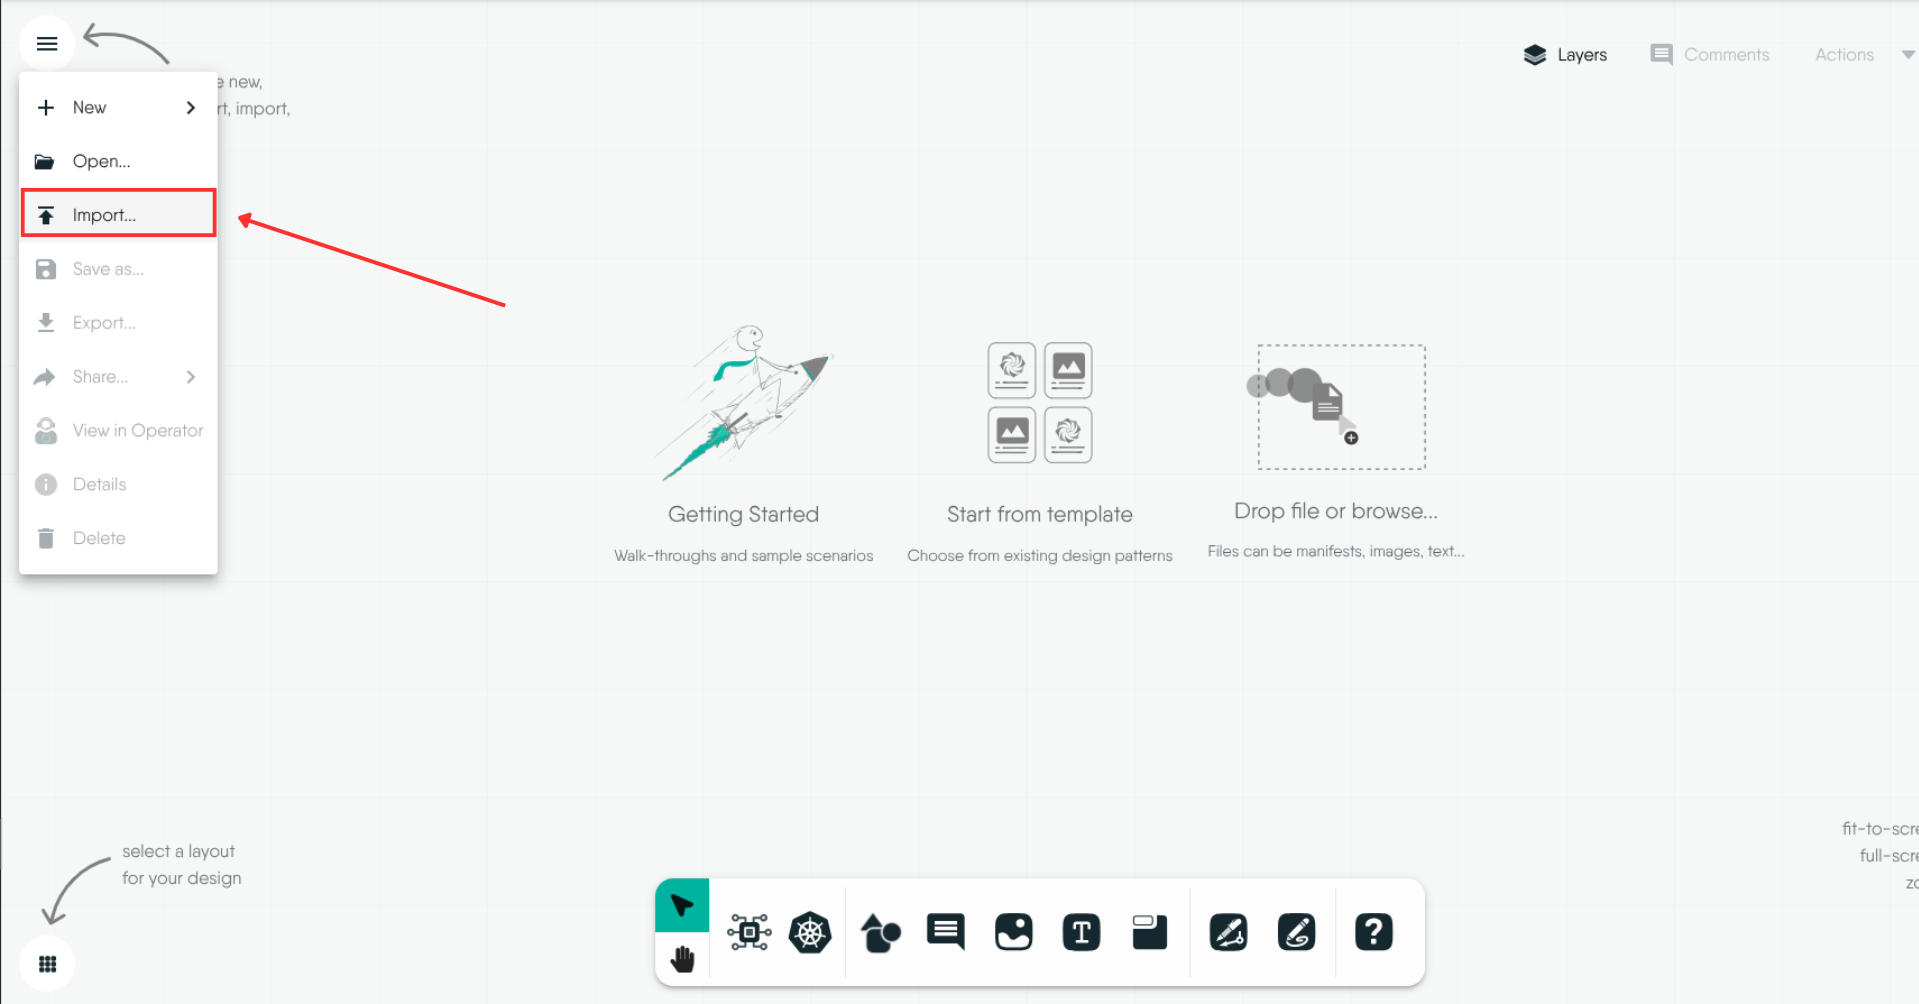 e new,
rt, import,
Layers
Comments
Actions
New
Open...
Import...
Save as...
Export...
Share...
View in Operator
Details
Delete
Getting Started
Walk-throughs and sample scenarios
Start from template
Choose from existing design patterns
Drop file or browse...
Files can be manifests, images, text...
select a layout
for your design
fit-to-scre
full-scre
zo
T
?